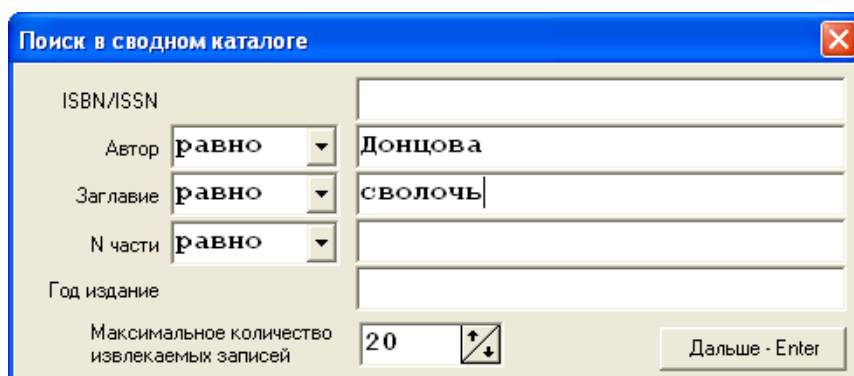 Поиск в сводном каталоге
ISBN/ISSN
Автор равно Донцова
Заглавие равно сволочь
N части равно
Год издание
Максимальное количество
извлекаемых записей 20 Дальше - Enter